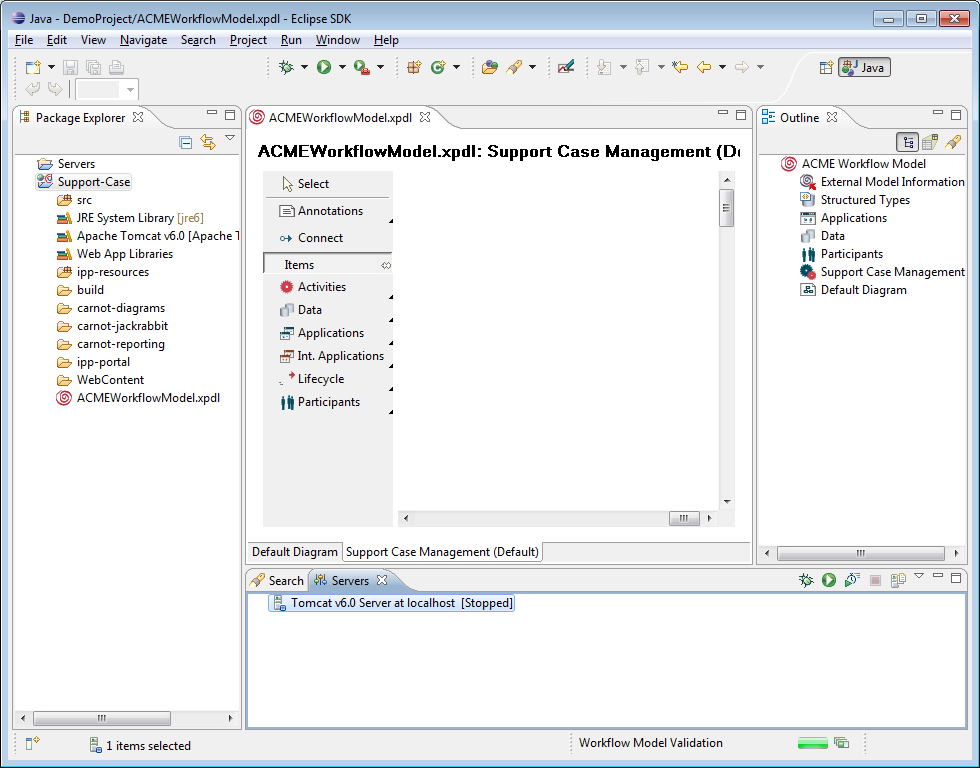 Java - DemoProject/ACMEWorkflowModel.xpdl - Eclipse SDK
File Edit View Navigate Search Project Run Window Help
Java
Package Explorer
Servers
Support-Case
src
JRE System Library [jre6]
Apache Tomcat v6.0 [Apache T
Web App Libraries
ipp-resources
build
carnot-diagrams
carnot-jackrabbit
carnot-reporting
ipp-portal
WebContent
ACMEWorkflowModel.xpdl
ACMEWorkflowModel.xpdl
ACMEWorkflowModel.xpdl: Support Case Management (De
Select
Annotations
Connect
Items
Activities
Data
Applications
Int. Applications
Lifecycle
Participants
Default Diagram Support Case Management (Default)
Outline
ACME Workflow Model
External Model Information
Structured Types
Applications
Data
Participants
Support Case Management
Default Diagram
Search Servers
Tomcat v6.0 Server at localhost [Stopped]
1 items selected
Workflow Model Validation